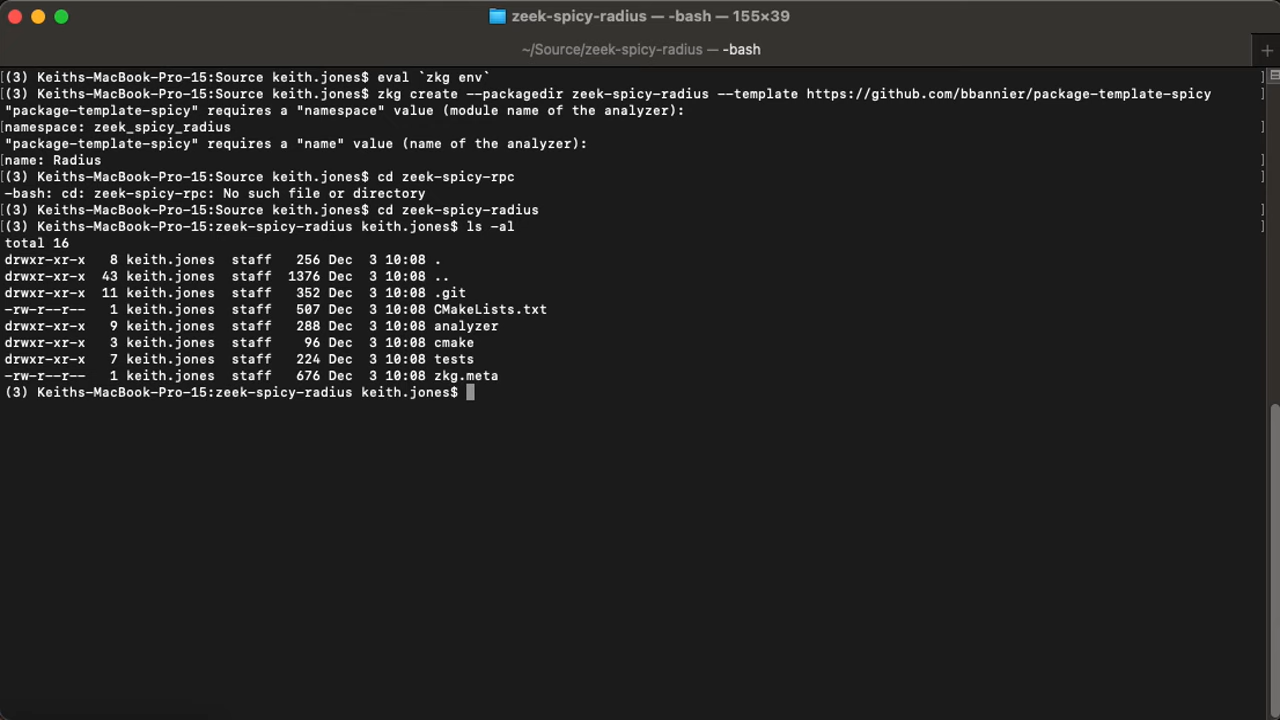 zeek-spicy-radius — -bash — 155×39
~/Source/zeek-spicy-radius — -bash
[(3) Keiths-MacBook-Pro-15:Source keith.jones$ eval `zkg env` ]
[(3) Keiths-MacBook-Pro-15:Source keith.jones$ zkg create --packagedir zeek-spicy-radius --template https://github.com/bbannier/package-template-spicy ]
"package-template-spicy" requires a "namespace" value (module name of the analyzer):
[namespace: zeek_spicy_radius ]
"package-template-spicy" requires a "name" value (name of the analyzer):
[name: Radius ]
[(3) Keiths-MacBook-Pro-15:Source keith.jones$ cd zeek-spicy-rpc ]
-bash: cd: zeek-spicy-rpc: No such file or directory
[(3) Keiths-MacBook-Pro-15:Source keith.jones$ cd zeek-spicy-radius ]
[(3) Keiths-MacBook-Pro-15:zeek-spicy-radius keith.jones$ ls -al ]
total 16
drwxr-xr-x   8 keith.jones  staff   256 Dec  3 10:08 .
drwxr-xr-x  43 keith.jones  staff  1376 Dec  3 10:08 ..
drwxr-xr-x  11 keith.jones  staff   352 Dec  3 10:08 .git
-rw-r--r--   1 keith.jones  staff   507 Dec  3 10:08 CMakeLists.txt
drwxr-xr-x   9 keith.jones  staff   288 Dec  3 10:08 analyzer
drwxr-xr-x   3 keith.jones  staff    96 Dec  3 10:08 cmake
drwxr-xr-x   7 keith.jones  staff   224 Dec  3 10:08 tests
-rw-r--r--   1 keith.jones  staff   676 Dec  3 10:08 zkg.meta
(3) Keiths-MacBook-Pro-15:zeek-spicy-radius keith.jones$